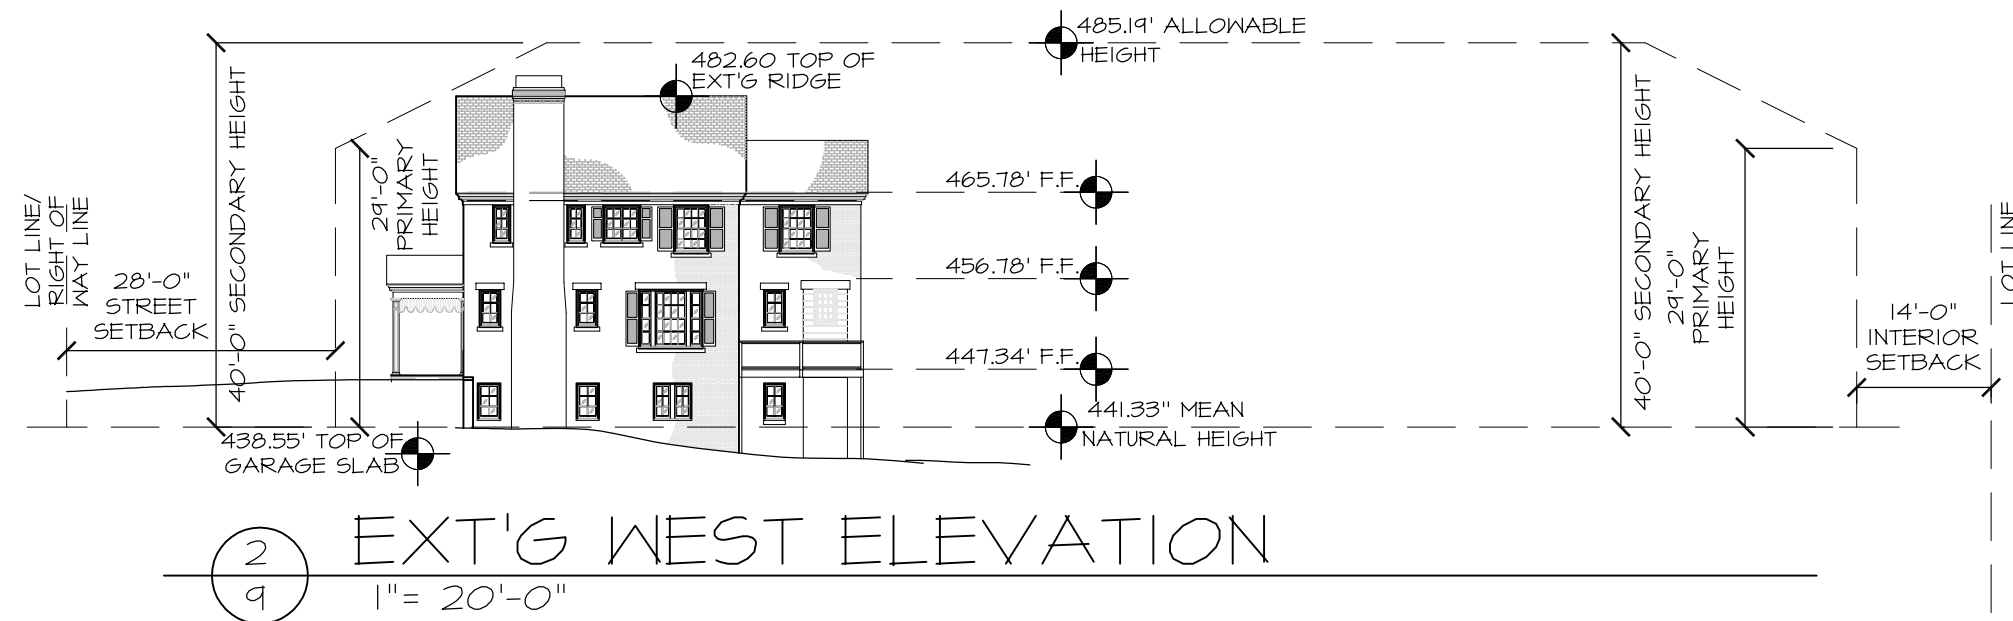 485.19' ALLOWABLE
HEIGHT
482.60 TOP OF
EXT'G RIDGE
LOT LINE/
RIGHT OF
WAY LINE
28'-0"
STREET
SETBACK
40'-0" SECONDARY HEIGHT
29'-0"
PRIMARY
HEIGHT
465.78' F.F.
456.78' F.F.
447.34' F.F.
441.33" MEAN
NATURAL HEIGHT
438.55' TOP OF
GARAGE SLAB
40'-0" SECONDARY HEIGHT
29'-0"
PRIMARY
HEIGHT
14'-0"
INTERIOR
SETBACK
LOT LINE
2
9
EXT'G WEST ELEVATION
1"= 20'-0"